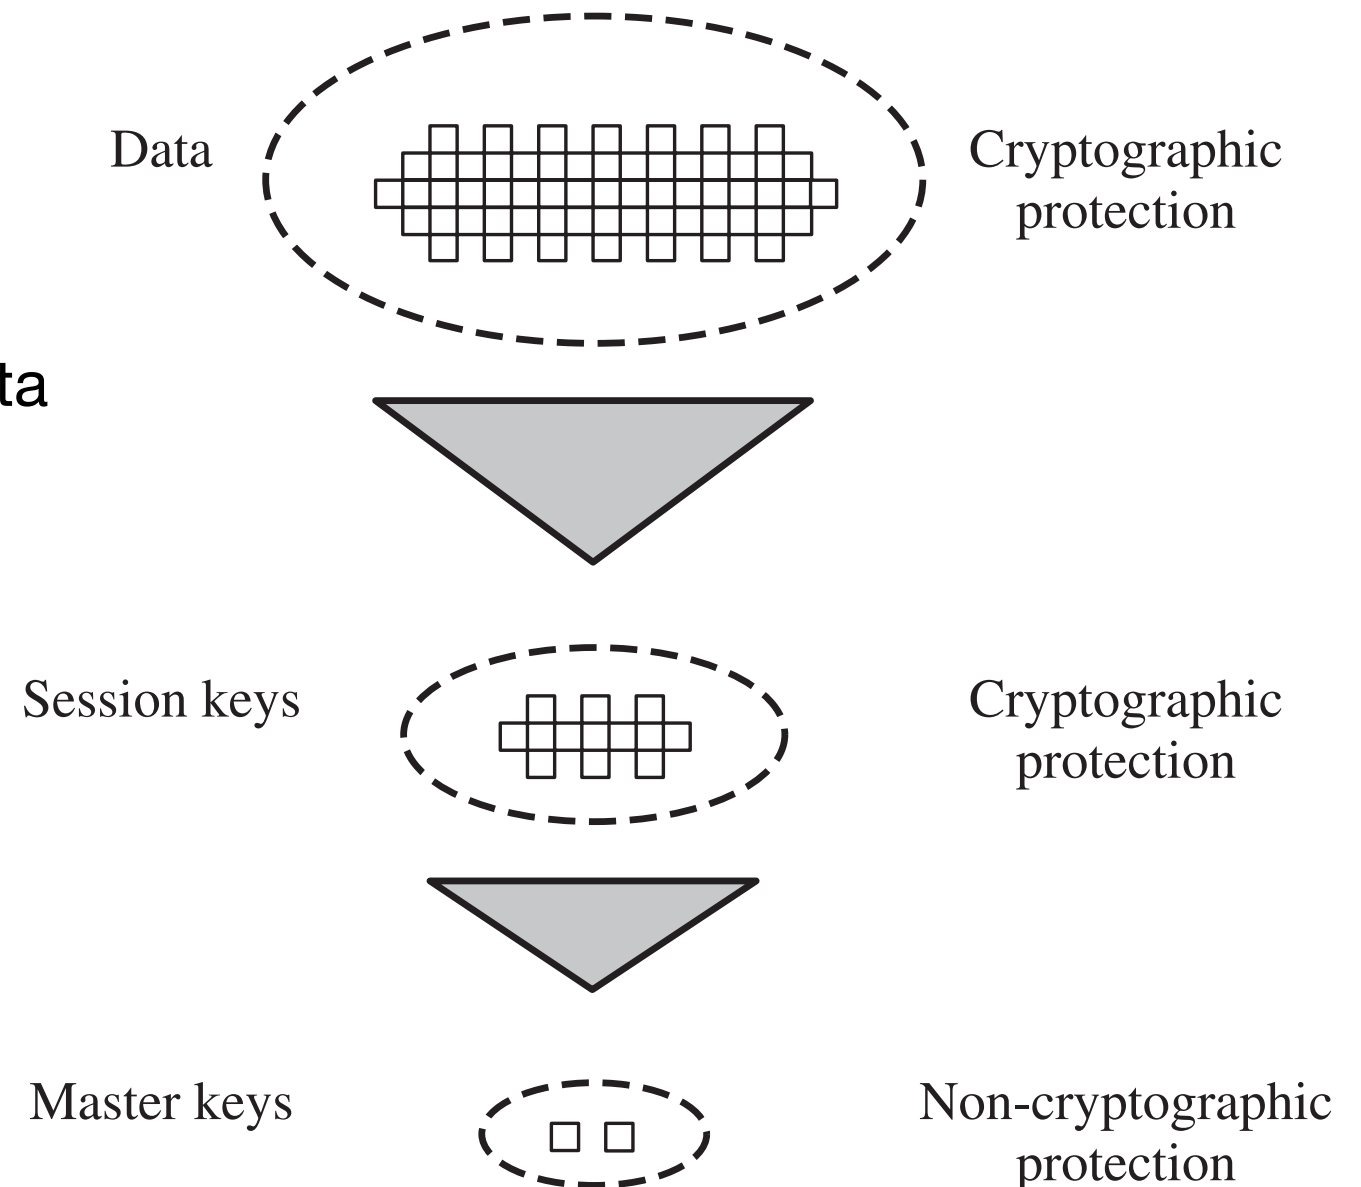 Data
Cryptographic
protection
ta
Session keys
Cryptographic
protection
Master keys
Non-cryptographic
protection